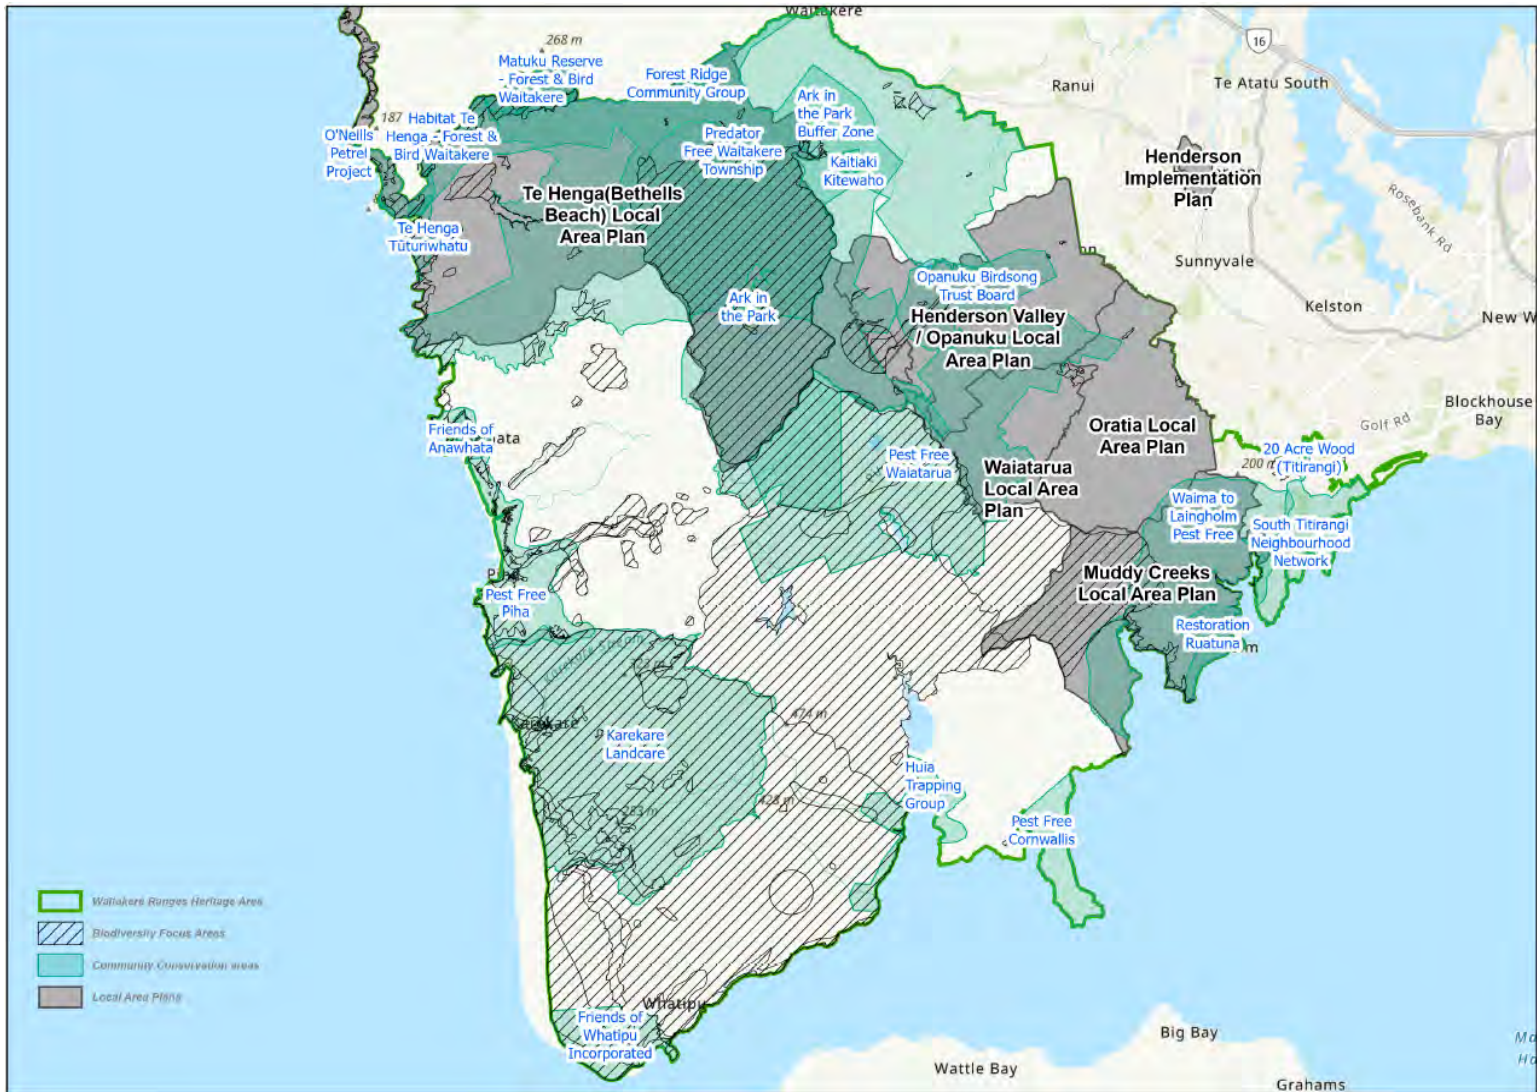 Waitakere
268 m
16
Matuku Reserve
- Forest & Bird
Waitakere
Forest Ridge
Community Group
Ranui
Te Atatu South
Ark in
the Park
Buffer Zone
187
Habitat Te
Henga - Forest &
Bird Waitakere
O'Neills
Petrel
Project
Predator
Free Waitakere
Township
Kaitiaki
Kitewaho
Henderson
Implementation
Plan
Rosebank Rd
Te Henga(Bethells
Beach) Local
Area Plan
Te Henga
Tūturiwhatu
Sunnyvale
Opanuku Birdsong
Trust Board
Ark in
the Park
Kelston
Henderson Valley
/ Opanuku Local
Area Plan
New W
Blockhouse
Bay
Golf Rd
Friends of
Anawhata
Oratia Local
Area Plan
Pest Free
Waiatarua
Waiatarua
Local Area
Plan
20 Acre Wood
(Titirangi)
200 m
Waima to
Laingholm
Pest Free
South Titirangi
Neighbourhood
Network
Muddy Creeks
Local Area Plan
Pest Free
Piha
Restoration
Ruatuna
Karekare Stream
323 m
Karekare
474 m
Karekare
Landcare
Huia
Trapping
Group
428 m
253 m
Pest Free
Cornwallis
Waitakere Ranges Heritage Area
Biodiversity Focus Areas
Community Conservation areas
Local Area Plans
Whatipu
Friends of
Whatipu
Incorporated
Big Bay
Wattle Bay
Grahams